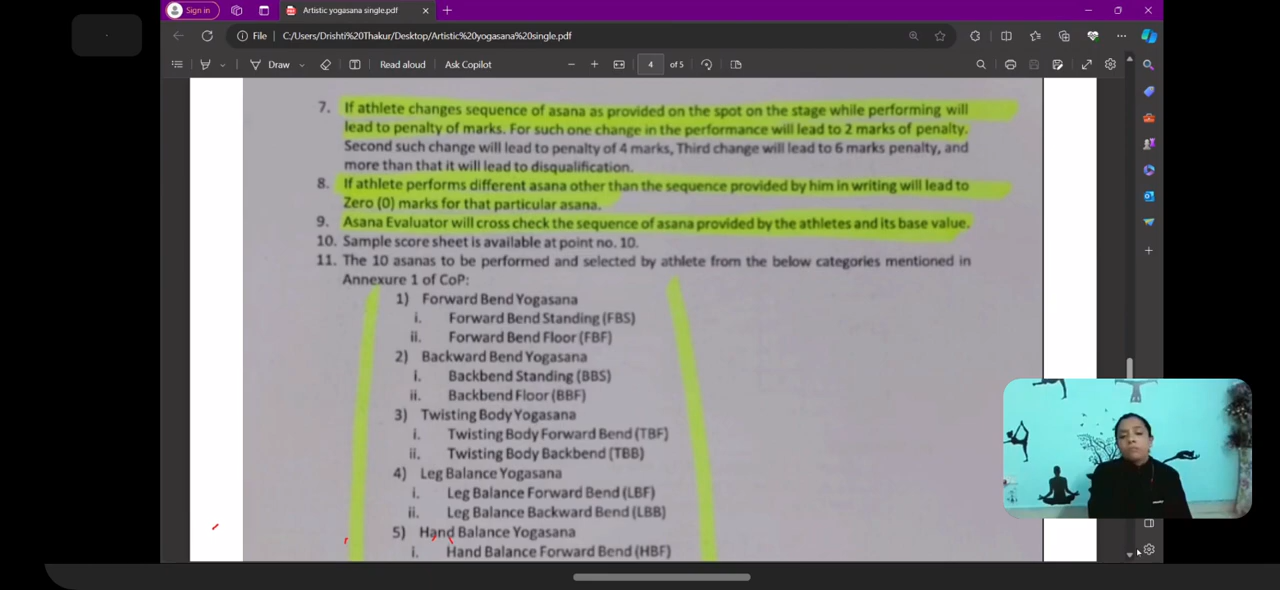 Sign in
Artistic yogasana single.pdf
File
C:/Users/Drishti%20Thakur/Desktop/Artistic%20yogasana%20single.pdf
Draw
Read aloud
Ask Copilot
4 of 5
7. If athlete changes sequence of asana as provided on the spot on the stage while performing will
lead to penalty of marks. For such one change in the performance will lead to 2 marks of penalty.
Second such change will lead to penalty of 4 marks, Third change will lead to 6 marks penalty, and
more than that it will lead to disqualification.
8. If athlete performs different asana other than the sequence provided by him in writing will lead to
Zero (0) marks for that particular asana.
9. Asana Evaluator will cross check the sequence of asana provided by the athletes and its base value.
10. Sample score sheet is available at point no. 10.
11. The 10 asanas to be performed and selected by athlete from the below categories mentioned in
Annexure 1 of CoP:
1) Forward Bend Yogasana
i. Forward Bend Standing (FBS)
ii. Forward Bend Floor (FBF)
2) Backward Bend Yogasana
i. Backbend Standing (BBS)
ii. Backbend Floor (BBF)
3) Twisting Body Yogasana
i. Twisting Body Forward Bend (TBF)
ii. Twisting Body Backbend (TBB)
4) Leg Balance Yogasana
i. Leg Balance Forward Bend (LBF)
ii. Leg Balance Backward Bend (LBB)
5) Hand Balance Yogasana
i. Hand Balance Forward Bend (HBF)